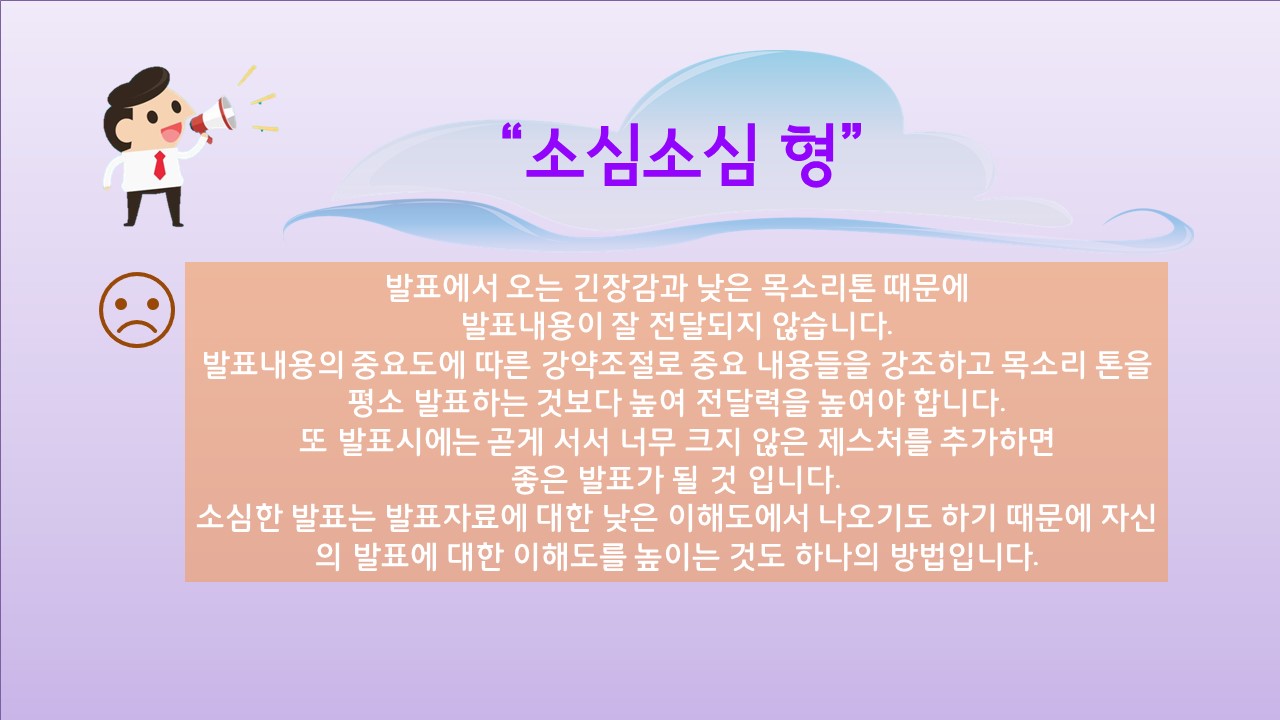 “소심소심 형”
발표에서 오는 긴장감과 낮은 목소리톤 때문에
발표내용이 잘 전달되지 않습니다.
발표내용의 중요도에 따른 강약조절로 중요 내용들을 강조하고 목소리 톤을
평소 발표하는 것보다 높여 전달력을 높여야 합니다.
또 발표시에는 곧게 서서 너무 크지 않은 제스처를 추가하면
좋은 발표가 될 것 입니다.
소심한 발표는 발표자료에 대한 낮은 이해도에서 나오기도 하기 때문에 자신
의 발표에 대한 이해도를 높이는 것도 하나의 방법입니다.